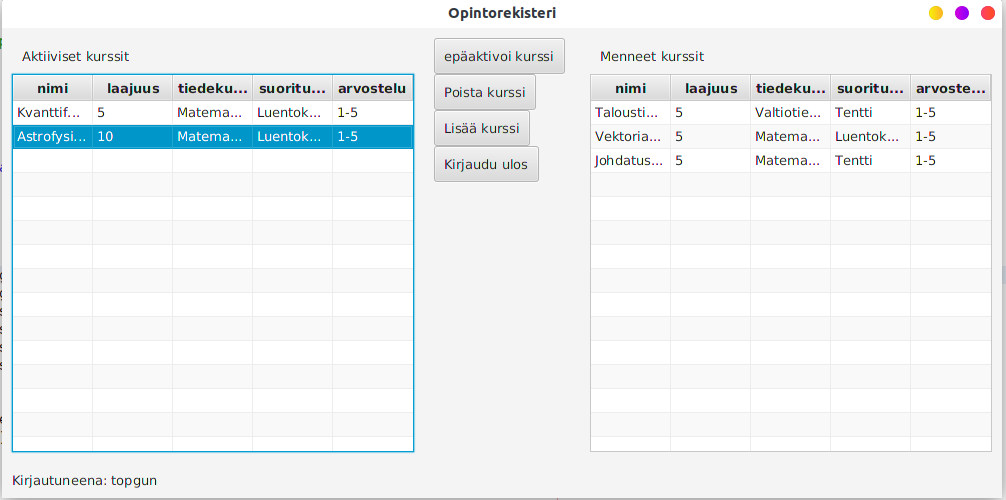 Opintorekisteri
Aktiiviset kurssit
nimi laajuus tiedeku... suoritu... arvostelu
Kvanttif... 5 Matema... Luentok... 1-5
Astrofysi... 10 Matema... Luentok... 1-5
epäaktivoi kurssi
Poista kurssi
Lisää kurssi
Kirjaudu ulos
Menneet kurssit
nimi laajuus tiedeku... suoritu... arvoste...
Talousti... 5 Valtiotie... Tentti 1-5
Vektoria... 5 Matema... Luentok... 1-5
Johdatus... 5 Matema... Tentti 1-5
Kirjautuneena: topgun